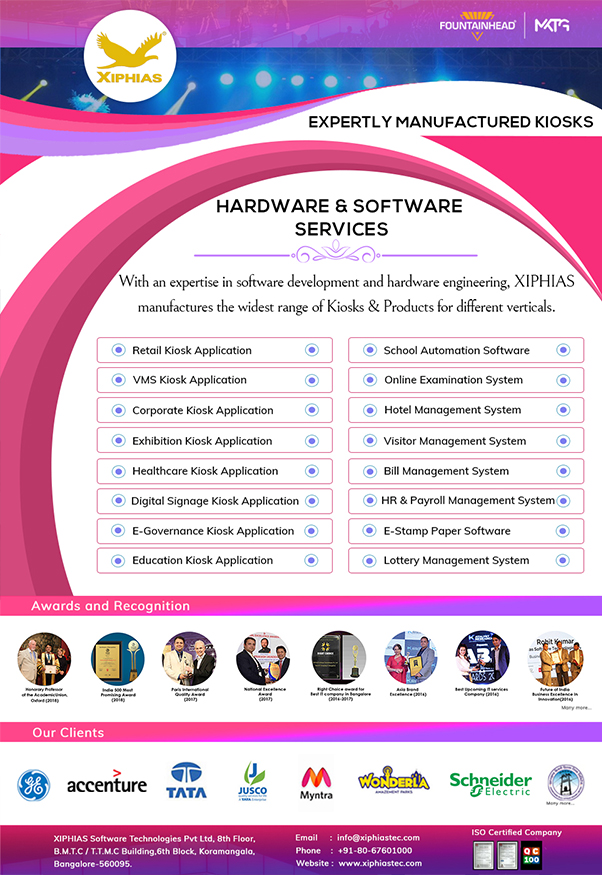 FOUNTAINHEAD
MKTG
XIPHIAS
EXPERTLY MANUFACTURED KIOSKS
HARDWARE & SOFTWARE
SERVICES
With an expertise in software development and hardware engineering, XIPHIAS
manufactures the widest range of Kiosks & Products for different verticals.
Retail Kiosk Application
VMS Kiosk Application
Corporate Kiosk Application
Exhibition Kiosk Application
Healthcare Kiosk Application
Digital Signage Kiosk Application
E-Governance Kiosk Application
Education Kiosk Application
School Automation Software
Online Examination System
Hotel Management System
Visitor Management System
Bill Management System
HR & Payroll Management System
E-Stamp Paper Software
Lottery Management System
Awards and Recognition
Honorary Professor
of the AcademicUnion,
Oxford (2018)
India 500 Most
Promising Award
(2018)
Paris International
Quality Award
(2017)
National Excellence
Award
(2017)
Right Choice award for
Best IT company in Bangalore
(2016-2017)
Asia Brand
Excellence (2016)
Best Upcoming IT services
Company (2016)
Rohit Kumar
Future of India
Business Excellence in
Innovation(2016)
Many more...
Our Clients
GE
accenture
TATA
JUSCO
A TATA Enterprise
Myntra
WONDERLA
AMAZEMENT PARKS
Schneider
Electric
Many more...
XIPHIAS Software Technologies Pvt Ltd, 8th Floor,
B.M.T.C / T.T.M.C Building,6th Block, Koramangala,
Bangalore-560095.
Email : info@xiphiastec.com
Phone : +91-80-67601000
Website : www.xiphiastec.com
ISO Certified Company
QC
100